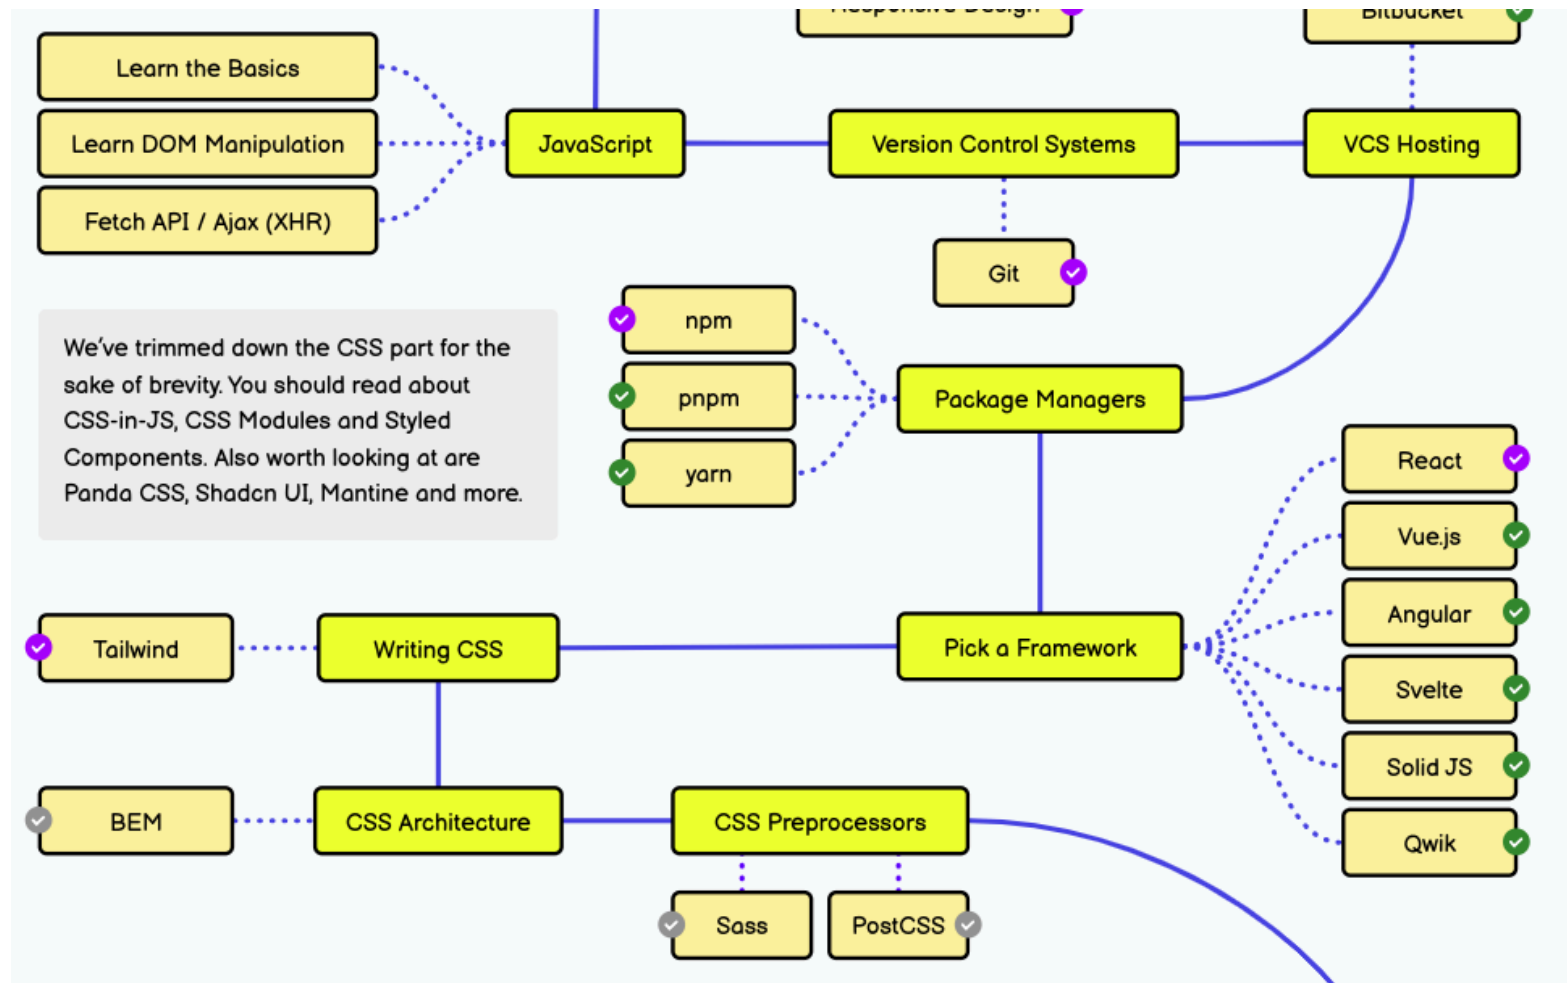 Responsive Design
Bitbucket
Learn the Basics
Learn DOM Manipulation
Fetch API / Ajax (XHR)
JavaScript
Version Control Systems
VCS Hosting
Git
npm
pnpm
yarn
Package Managers
We've trimmed down the CSS part for the
sake of brevity. You should read about
CSS-in-JS, CSS Modules and Styled
Components. Also worth looking at are
Panda CSS, Shadcn UI, Mantine and more.
React
Vue.js
Angular
Svelte
Solid JS
Qwik
Tailwind
Writing CSS
Pick a Framework
BEM
CSS Architecture
CSS Preprocessors
Sass
PostCSS